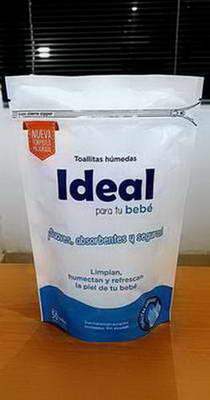 NUEVA
Toallitas húmedas
Ideal
para tu bebé
¡Suaves, absorbentes y seguras!
Limpian,
humectan y refrescan
la piel de tu bebé